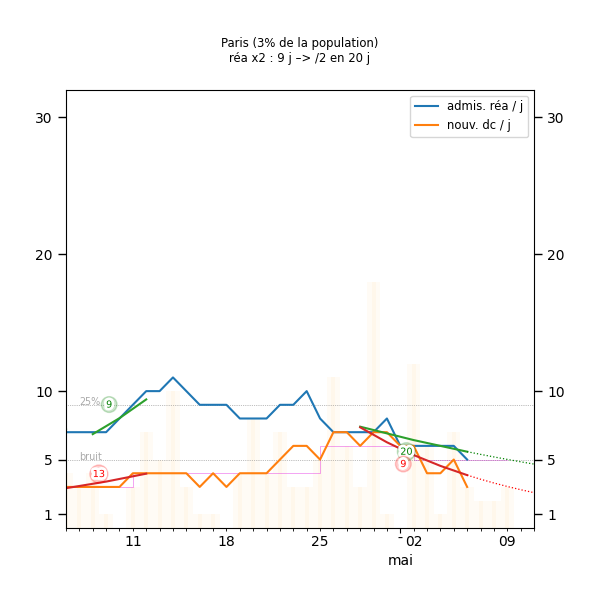 Paris (3% de la population)
réa x2 : 9 j –> /2 en 20 j
admis. réa / j
nouv. dc / j
30 30
20 20
25% 9
10 10
bruit
20
5 5
13 9
1 1
11 18 25 02 09
mai